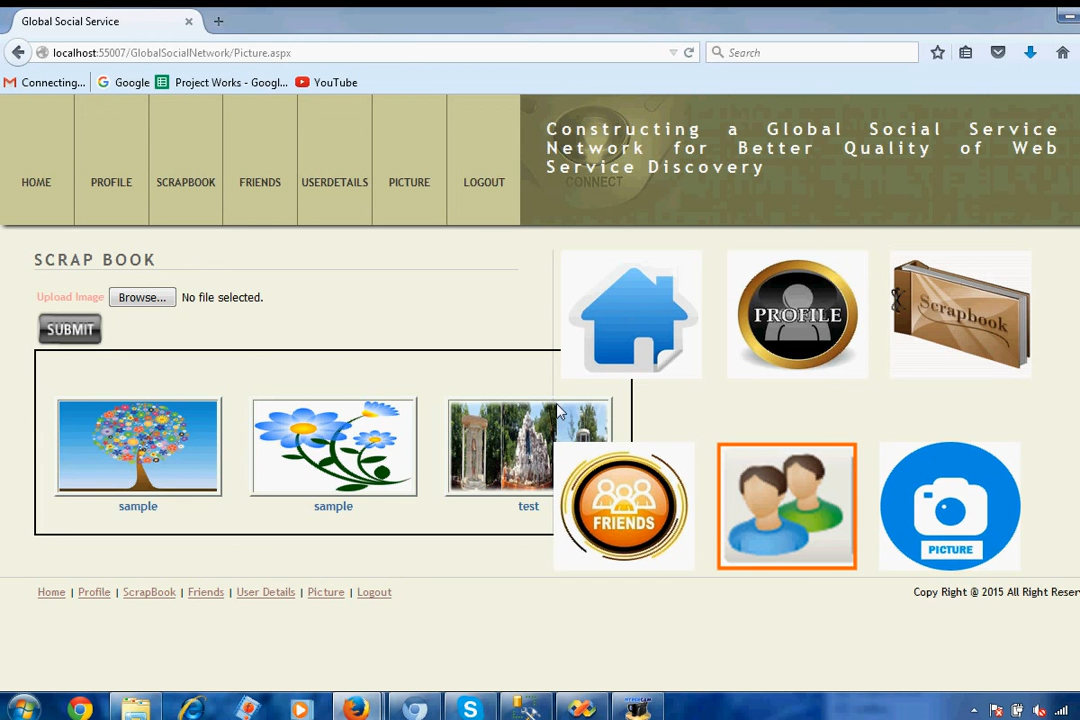 Global Social Service
localhost:55007/GlobalSocialNetwork/Picture.aspx
Search
Connecting...
Google
Project Works - Googl...
YouTube
Constructing a Global Social Service
Network for Better Quality of Web
Service Discovery
CONNECT
HOME
PROFILE
SCRAPBOOK
FRIENDS
USERDETAILS
PICTURE
LOGOUT
SCRAP BOOK
Upload Image
Browse...
No file selected.
SUBMIT
PROFILE
Scrapbook
sample
sample
test
FRIENDS
PICTURE
Home | Profile | ScrapBook | Friends | User Details | Picture | Logout
Copy Right @ 2015 All Right Reser